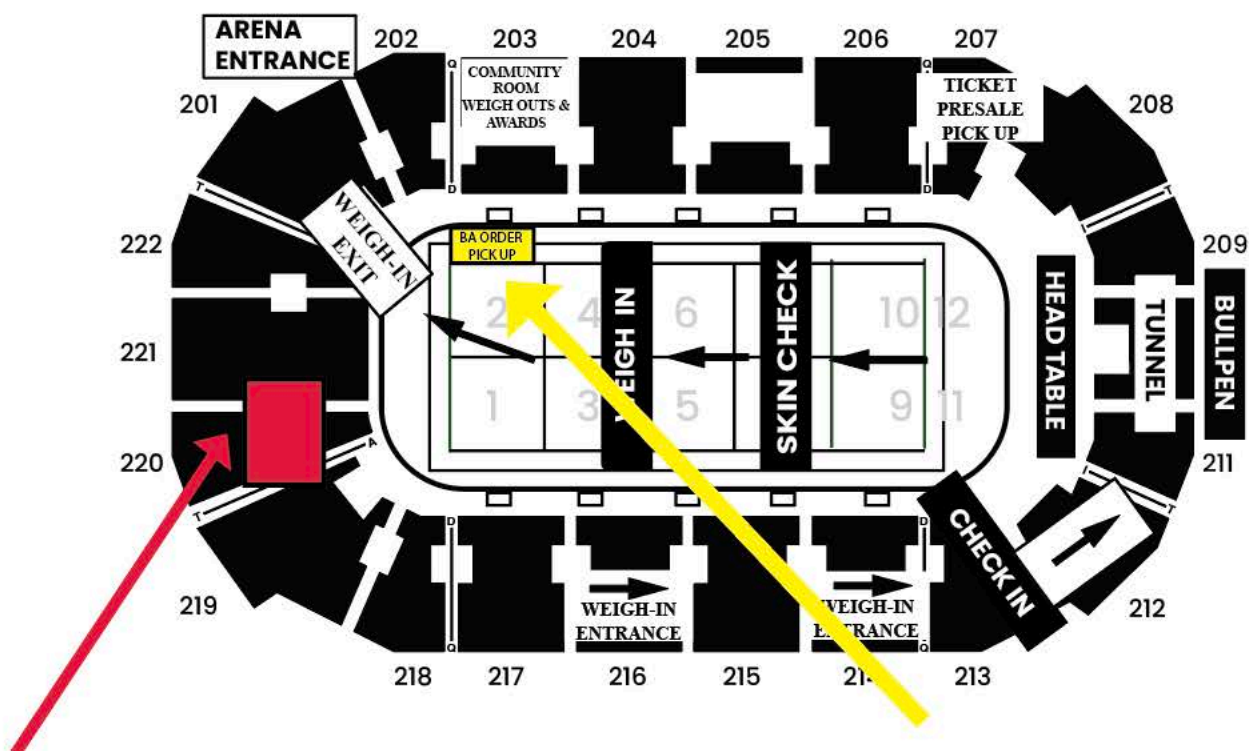 ARENA
ENTRANCE
201
202
203
204
205
206
207
208
209
211
212
213
214
215
216
217
218
219
220
221
222
COMMUNITY
ROOM
WEIGH OUTS &
AWARDS
TICKET
PRESALE
PICK UP
WEIGH-IN
EXIT
BA ORDER
PICK UP
2
4
6
10
12
1
3
5
9
11
WEIGH IN
SKIN CHECK
HEAD TABLE
TUNNEL
BULLPEN
CHECK IN
WEIGH-IN
ENTRANCE
WEIGH-IN
ENTRANCE
Q
D
Q
D
T
T
T
A
T
D
Q
D
Q